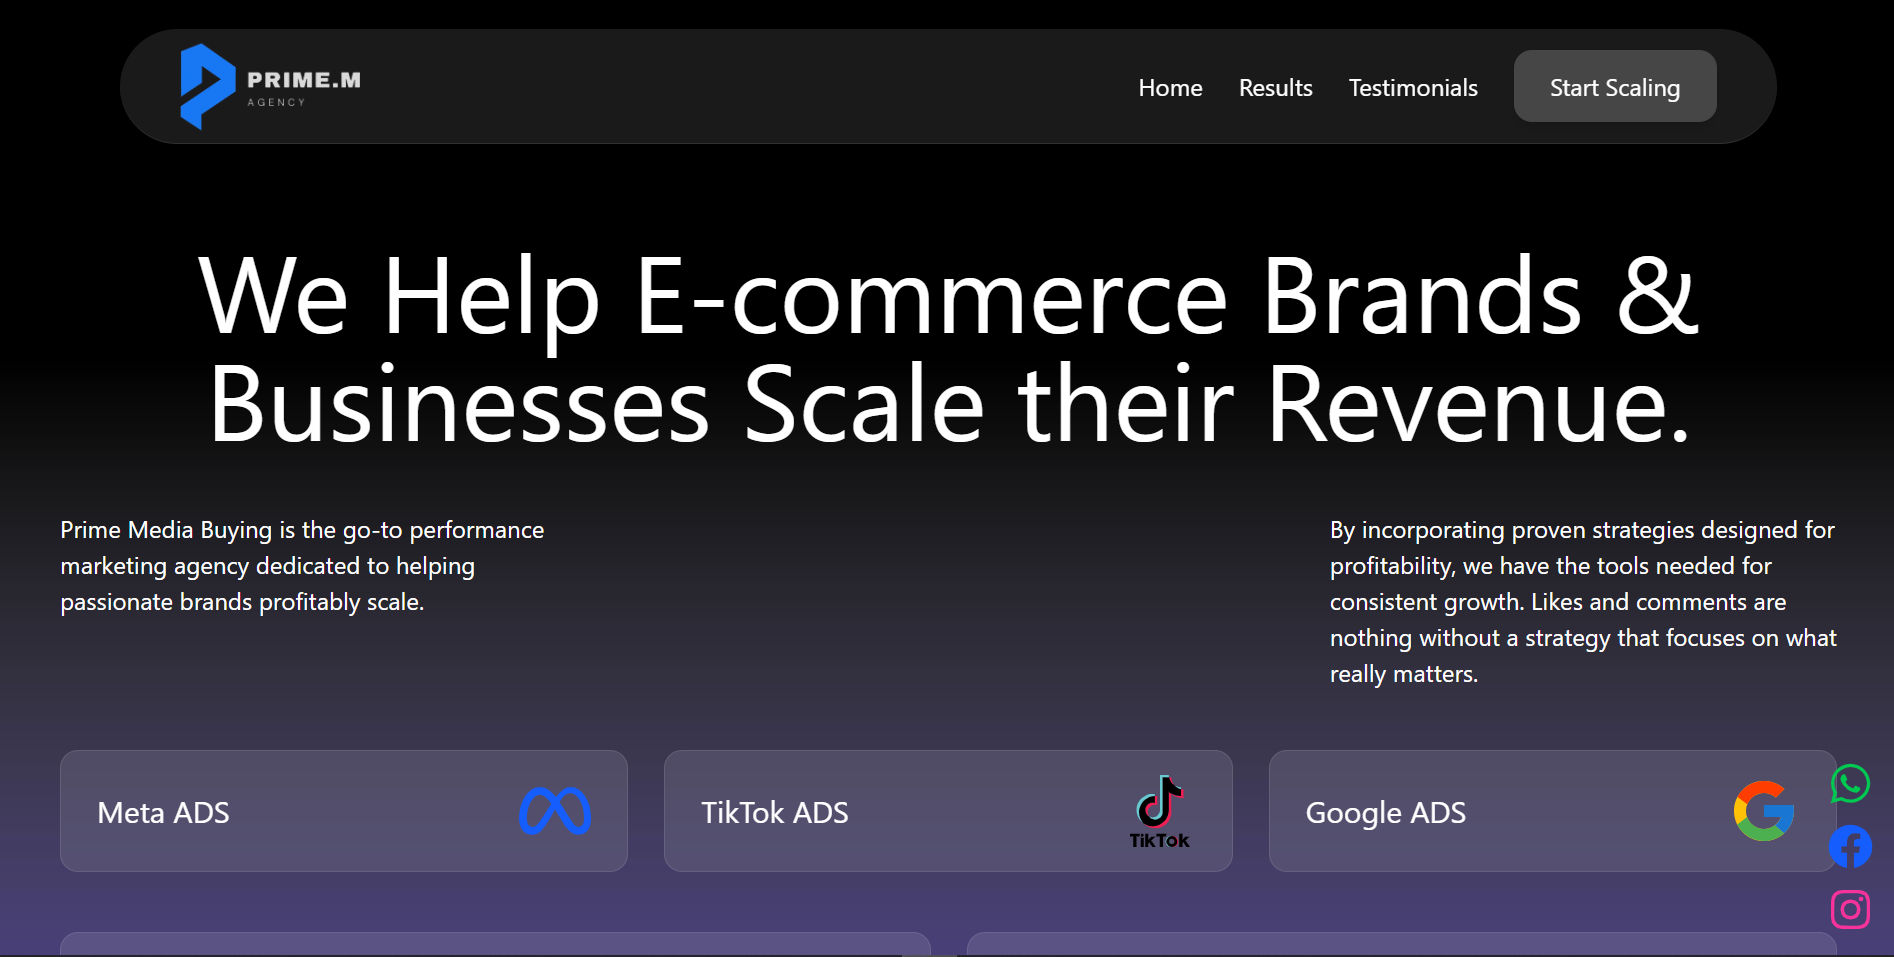 PRIME.M
AGENCY
Home
Results
Testimonials
Start Scaling
We Help E-commerce Brands &
Businesses Scale their Revenue.
Prime Media Buying is the go-to performance
marketing agency dedicated to helping
passionate brands profitably scale.
By incorporating proven strategies designed for
profitability, we have the tools needed for
consistent growth. Likes and comments are
nothing without a strategy that focuses on what
really matters.
Meta ADS
TikTok ADS
TikTok
Google ADS